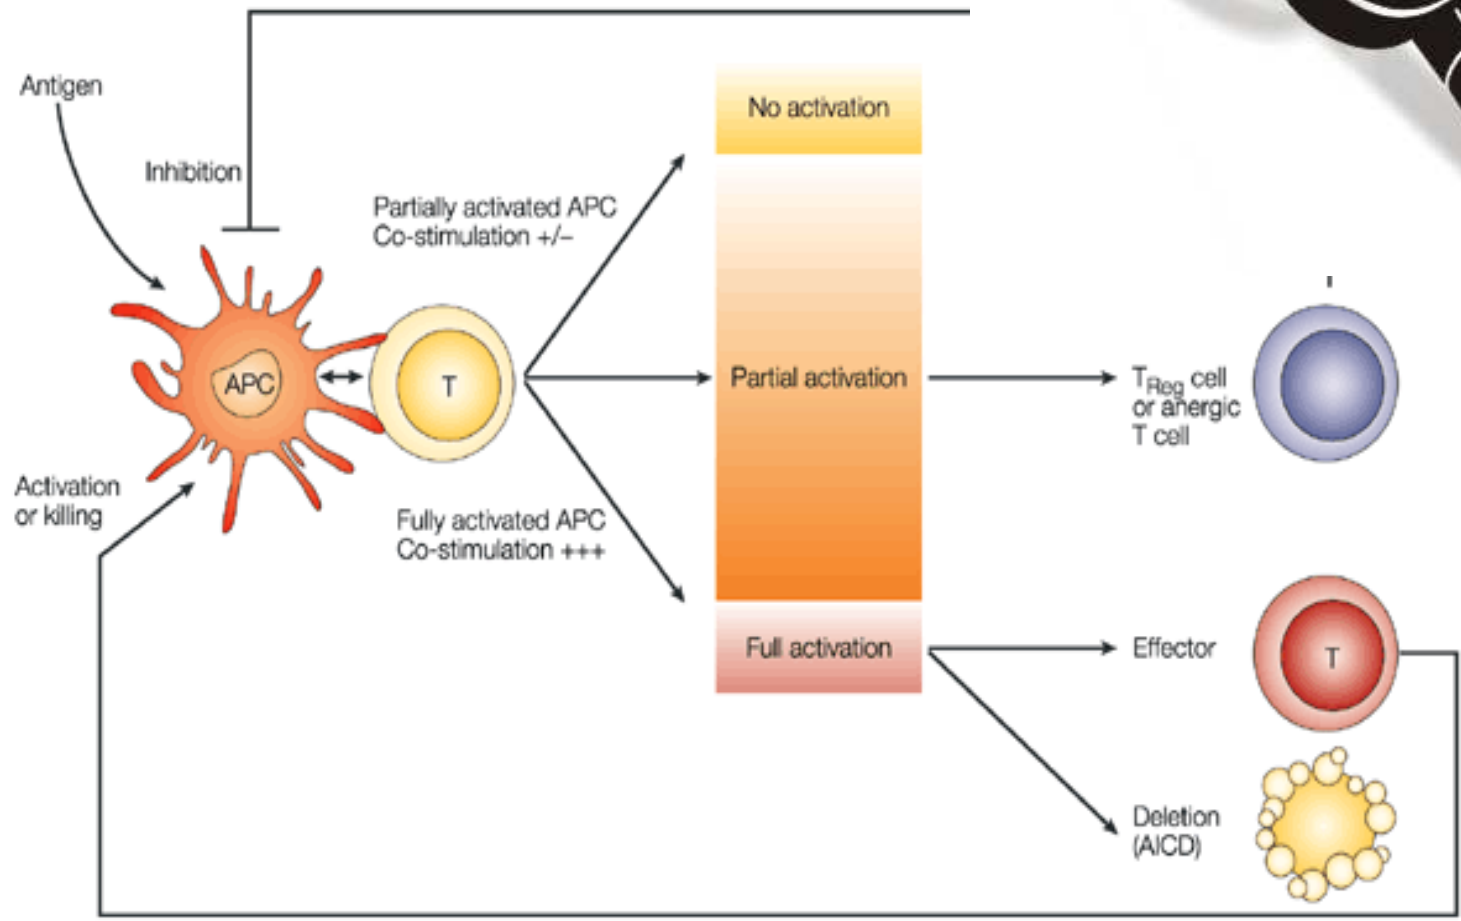 Antigen
No activation
Inhibition
Partially activated APC
Co-stimulation +/–
APC
T
Partial activation
TReg cell
or anergic
T cell
Activation
or killing
Fully activated APC
Co-stimulation +++
Full activation
Effector
T
Deletion
(AICD)